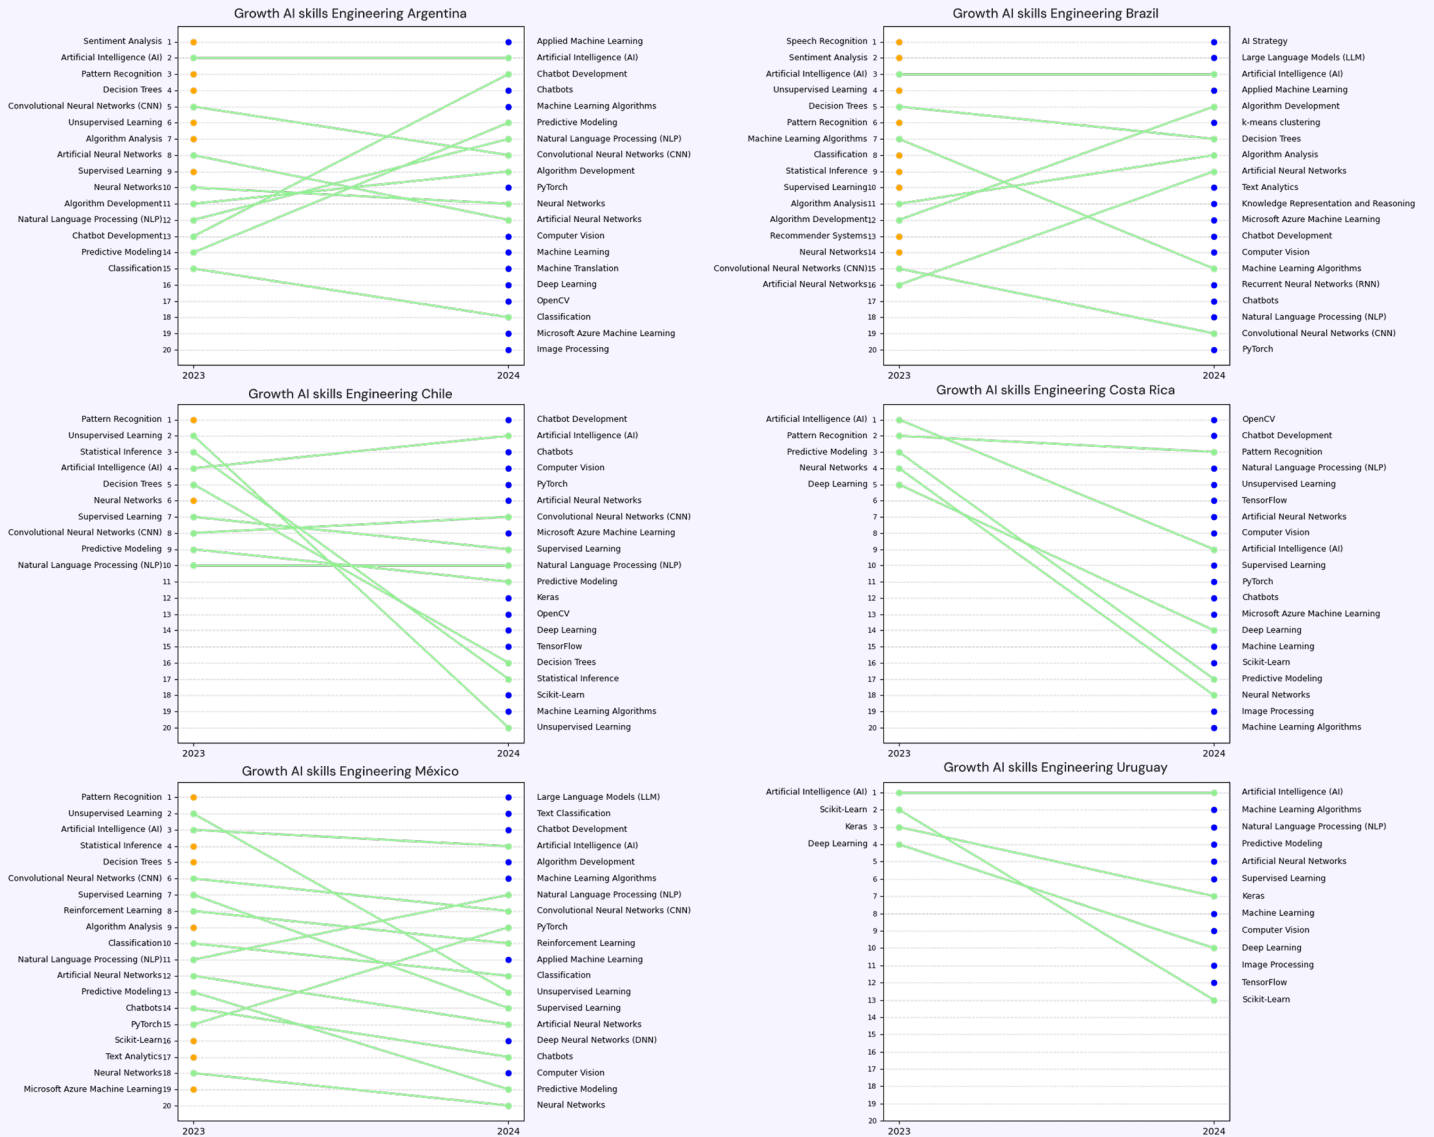 Growth AI skills Engineering Argentina
Sentiment Analysis 1 Applied Machine Learning
Artificial Intelligence (AI) 2 Artificial Intelligence (AI)
Pattern Recognition 3 Chatbot Development
Decision Trees 4 Chatbots
Convolutional Neural Networks (CNN) 5 Machine Learning Algorithms
Unsupervised Learning 6 Predictive Modeling
Algorithm Analysis 7 Natural Language Processing (NLP)
Artificial Neural Networks 8 Convolutional Neural Networks (CNN)
Supervised Learning 9 Algorithm Development
Neural Networks 10 PyTorch
Algorithm Development 11 Neural Networks
Natural Language Processing (NLP) 12 Artificial Neural Networks
Chatbot Development 13 Computer Vision
Predictive Modeling 14 Machine Learning
Classification 15 Machine Translation
16 Deep Learning
17 OpenCV
18 Classification
19 Microsoft Azure Machine Learning
20 Image Processing
2023 2024
Growth AI skills Engineering Brazil
Speech Recognition 1 AI Strategy
Sentiment Analysis 2 Large Language Models (LLM)
Artificial Intelligence (AI) 3 Artificial Intelligence (AI)
Unsupervised Learning 4 Applied Machine Learning
Decision Trees 5 Algorithm Development
Pattern Recognition 6 k-means clustering
Machine Learning Algorithms 7 Decision Trees
Classification 8 Algorithm Analysis
Statistical Inference 9 Artificial Neural Networks
Supervised Learning 10 Text Analytics
Algorithm Analysis 11 Knowledge Representation and Reasoning
Algorithm Development 12 Microsoft Azure Machine Learning
Recommender Systems 13 Chatbot Development
Neural Networks 14 Computer Vision
Convolutional Neural Networks (CNN) 15 Machine Learning Algorithms
Artificial Neural Networks 16 Recurrent Neural Networks (RNN)
17 Chatbots
18 Natural Language Processing (NLP)
19 Convolutional Neural Networks (CNN)
20 PyTorch
2023 2024
Growth AI skills Engineering Chile
Pattern Recognition 1 Chatbot Development
Unsupervised Learning 2 Artificial Intelligence (AI)
Statistical Inference 3 Chatbots
Artificial Intelligence (AI) 4 Computer Vision
Decision Trees 5 PyTorch
Neural Networks 6 Artificial Neural Networks
Supervised Learning 7 Convolutional Neural Networks (CNN)
Convolutional Neural Networks (CNN) 8 Microsoft Azure Machine Learning
Predictive Modeling 9 Supervised Learning
Natural Language Processing (NLP) 10 Natural Language Processing (NLP)
11 Predictive Modeling
12 Keras
13 OpenCV
14 Deep Learning
15 TensorFlow
16 Decision Trees
17 Statistical Inference
18 Scikit-Learn
19 Machine Learning Algorithms
20 Unsupervised Learning
2023 2024
Growth AI skills Engineering Costa Rica
Artificial Intelligence (AI) 1 OpenCV
Pattern Recognition 2 Chatbot Development
Predictive Modeling 3 Pattern Recognition
Neural Networks 4 Natural Language Processing (NLP)
Deep Learning 5 Unsupervised Learning
6 TensorFlow
7 Artificial Neural Networks
8 Computer Vision
9 Artificial Intelligence (AI)
10 Supervised Learning
11 PyTorch
12 Chatbots
13 Microsoft Azure Machine Learning
14 Deep Learning
15 Machine Learning
16 Scikit-Learn
17 Predictive Modeling
18 Neural Networks
19 Image Processing
20 Machine Learning Algorithms
2023 2024
Growth AI skills Engineering México
Pattern Recognition 1 Large Language Models (LLM)
Unsupervised Learning 2 Text Classification
Artificial Intelligence (AI) 3 Chatbot Development
Statistical Inference 4 Artificial Intelligence (AI)
Decision Trees 5 Algorithm Development
Convolutional Neural Networks (CNN) 6 Machine Learning Algorithms
Supervised Learning 7 Natural Language Processing (NLP)
Reinforcement Learning 8 Convolutional Neural Networks (CNN)
Algorithm Analysis 9 PyTorch
Classification 10 Reinforcement Learning
Natural Language Processing (NLP) 11 Applied Machine Learning
Artificial Neural Networks 12 Classification
Predictive Modeling 13 Unsupervised Learning
Chatbots 14 Supervised Learning
PyTorch 15 Artificial Neural Networks
Scikit-Learn 16 Deep Neural Networks (DNN)
Text Analytics 17 Chatbots
Neural Networks 18 Computer Vision
Microsoft Azure Machine Learning 19 Predictive Modeling
20 Neural Networks
2023 2024
Growth AI skills Engineering Uruguay
Artificial Intelligence (AI) 1 Artificial Intelligence (AI)
Scikit-Learn 2 Machine Learning Algorithms
Keras 3 Natural Language Processing (NLP)
Deep Learning 4 Predictive Modeling
5 Artificial Neural Networks
6 Supervised Learning
7 Keras
8 Machine Learning
9 Computer Vision
10 Deep Learning
11 Image Processing
12 TensorFlow
13 Scikit-Learn
14
15
16
17
18
19
20
2023 2024